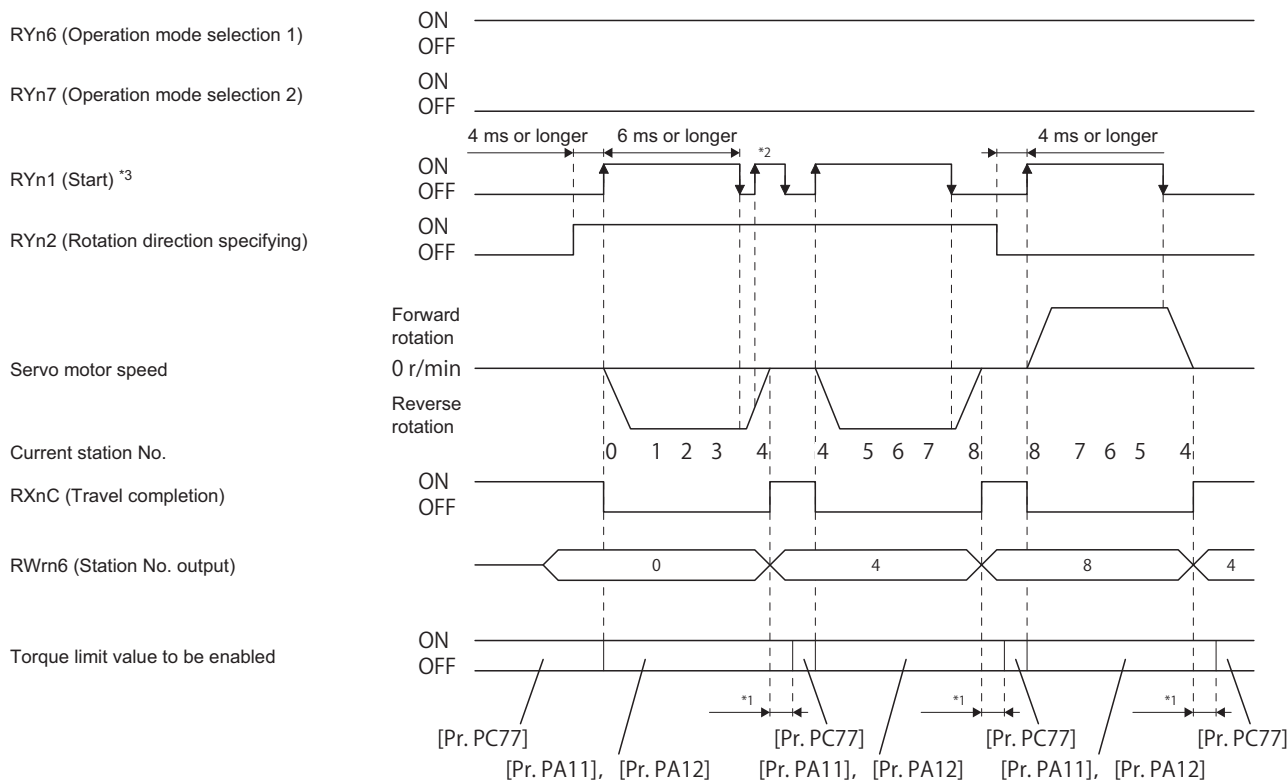 RYn6 (Operation mode selection 1)
ON
OFF
RYn7 (Operation mode selection 2)
ON
OFF
4 ms or longer
6 ms or longer
4 ms or longer
RYn1 (Start) *3
ON
OFF
*2
RYn2 (Rotation direction specifying)
ON
OFF
Servo motor speed
Forward
rotation
0 r/min
Reverse
rotation
Current station No.
0 1 2 3 4 4 5 6 7 8 8 7 6 5 4
RXnC (Travel completion)
ON
OFF
RWrn6 (Station No. output)
0 4 8 4
Torque limit value to be enabled
ON
OFF
*1 *1 *1
[Pr. PC77] [Pr. PC77] [Pr. PC77] [Pr. PC77]
[Pr. PA11], [Pr. PA12] [Pr. PA11], [Pr. PA12] [Pr. PA11], [Pr. PA12]